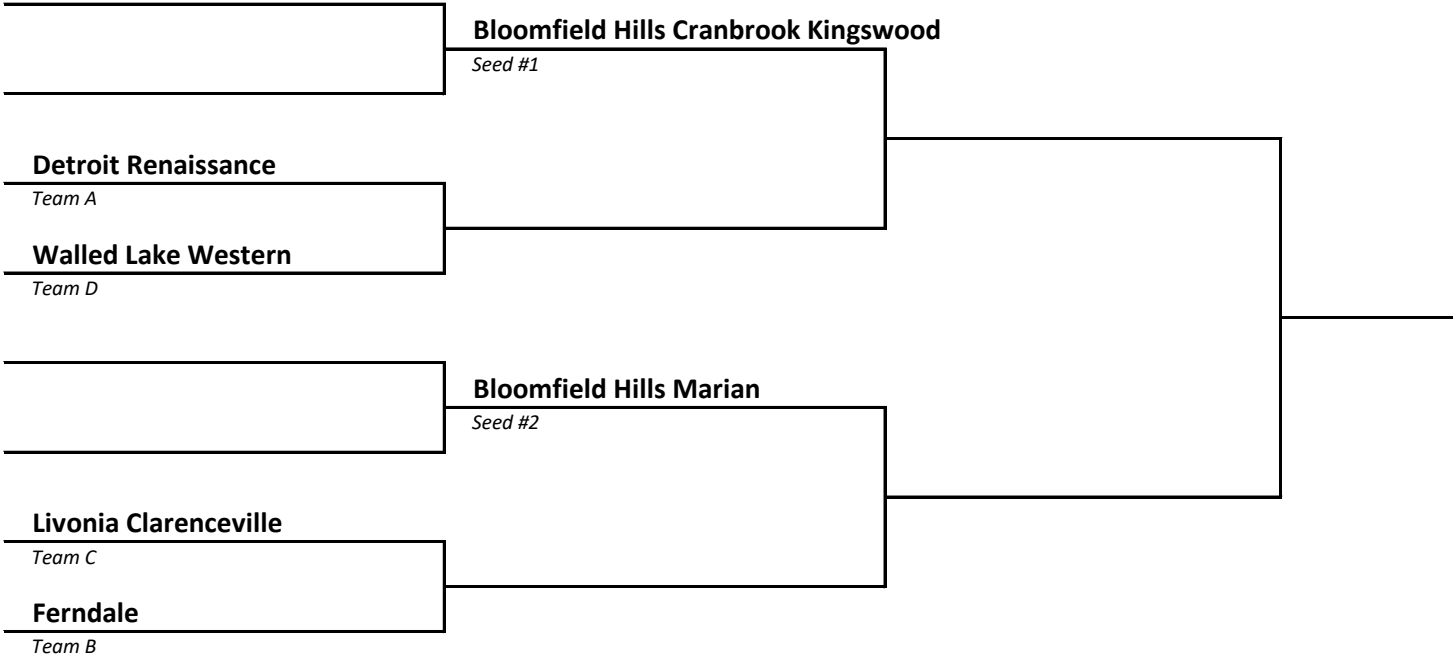 Bloomfield Hills Cranbrook Kingswood
Seed #1
Detroit Renaissance
Team A
Walled Lake Western
Team D
Bloomfield Hills Marian
Seed #2
Livonia Clarenceville
Team C
Ferndale
Team B